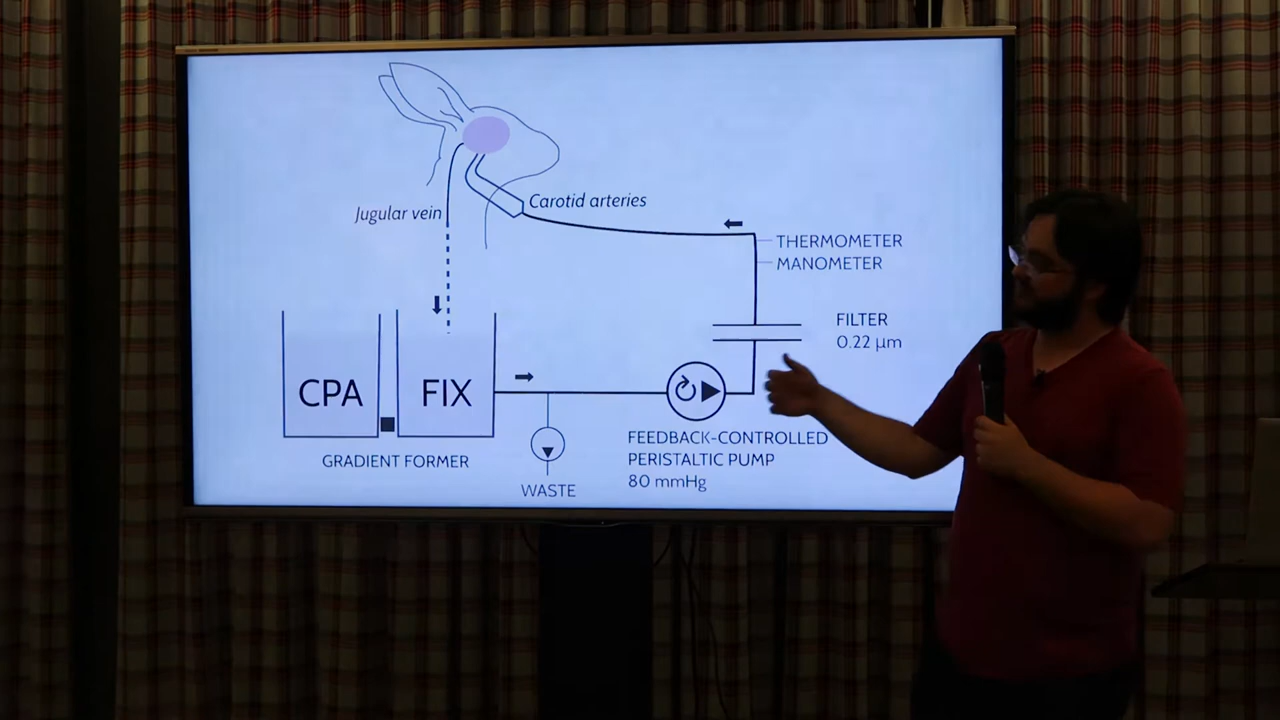 Jugular vein
Carotid arteries
THERMOMETER
MANOMETER
FILTER
0.22 µm
CPA
FIX
GRADIENT FORMER
WASTE
FEEDBACK-CONTROLLED
PERISTALTIC PUMP
80 mmHg